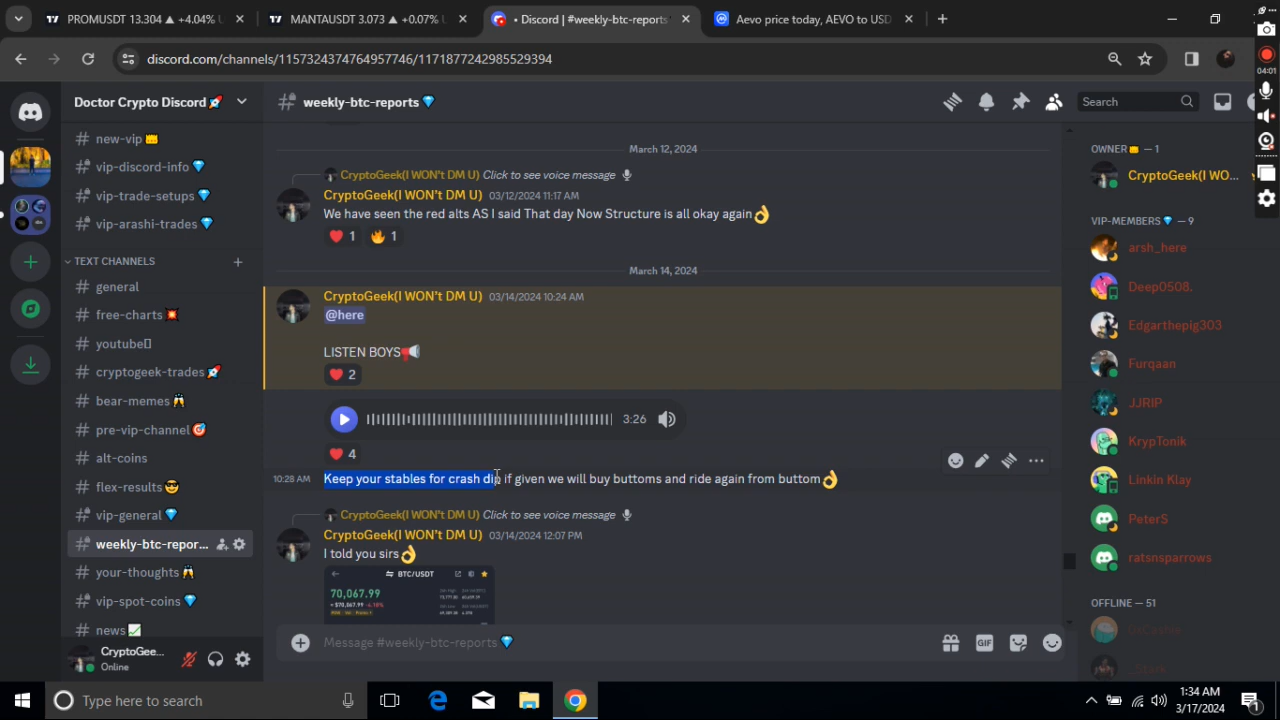 PROMUSDT 13.304 ▲ +4.04%
MANTAUSDT 3.073 ▲ +0.07%
• Discord | #weekly-btc-reports
Aevo price today, AEVO to USD
discord.com/channels/1157324374764957746/1171877242985529394
04:01
Doctor Crypto Discord🚀
new-vip 👑
vip-discord-info 💎
vip-trade-setups 💎
vip-arashi-trades 💎
TEXT CHANNELS
general
free-charts 💥
youtube
cryptogeek-trades 🚀
bear-memes 🙌
pre-vip-channel 🎯
alt-coins
flex-results 😎
vip-general 💎
weekly-btc-repor...
your-thoughts 🙌
vip-spot-coins 💎
news 📈
CryptoGee...
Online
weekly-btc-reports💎
Search
March 12, 2024
CryptoGeek(I WON'T DM U) Click to see voice message
CryptoGeek(I WON'T DM U) 03/12/2024 11:17 AM
We have seen the red alts AS I said That day Now Structure is all okay again👌
❤️ 1 🔥 1
March 14, 2024
CryptoGeek(I WON'T DM U) 03/14/2024 10:24 AM
@here
LISTEN BOYS📢
❤️ 2
3:26
❤️ 4
10:28 AM Keep your stables for crash dip if given we will buy buttoms and ride again from buttom👌
CryptoGeek(I WON'T DM U) Click to see voice message
CryptoGeek(I WON'T DM U) 03/14/2024 12:07 PM
I told you sirs👌
BTC/USDT
70,067.99
Message #weekly-btc-reports 💎
GIF
OWNER👑 — 1
CryptoGeek(I WO...
VIP-MEMBERS💎 — 9
arsh_here
Deep0508.
Edgarthepig303
Furqaan
JJRIP
KrypTonik
Linkin Klay
PeterS
ratsnsparrows
OFFLINE — 51
Type here to search
1:34 AM
3/17/2024
1